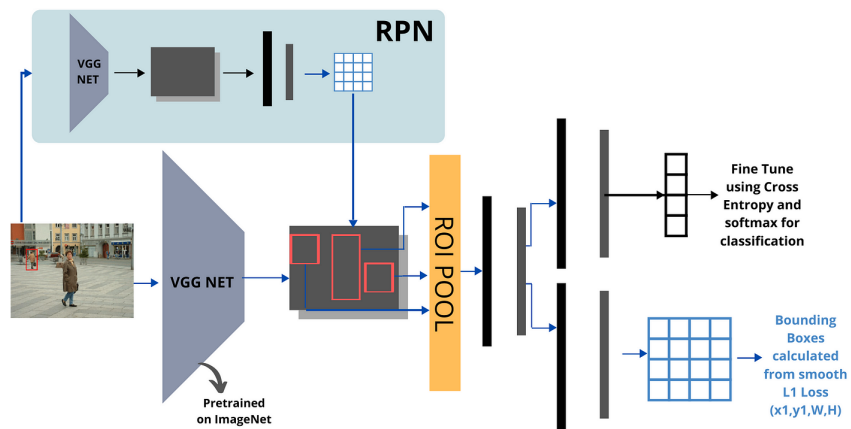 RPN
VGG
NET
VGG NET
ROI POOL
Pretrained
on ImageNet
Fine Tune
using Cross
Entropy and
softmax for
classification
Bounding
Boxes
calculated
from smooth
L1 Loss
(x1,y1,W,H)